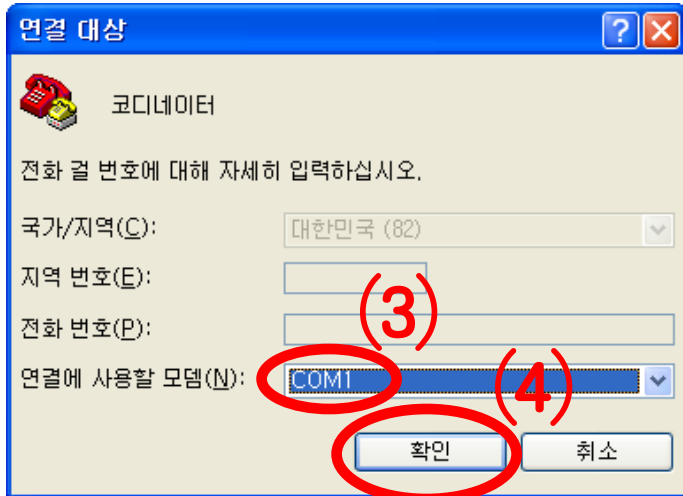 연결 대상
코디네이터
전화 걸 번호에 대해 자세히 입력하십시오.
국가/지역(C): 대한민국 (82)
지역 번호(E):
전화 번호(P):
(3)
연결에 사용할 모뎀(N): COM1
(4)
확인 취소